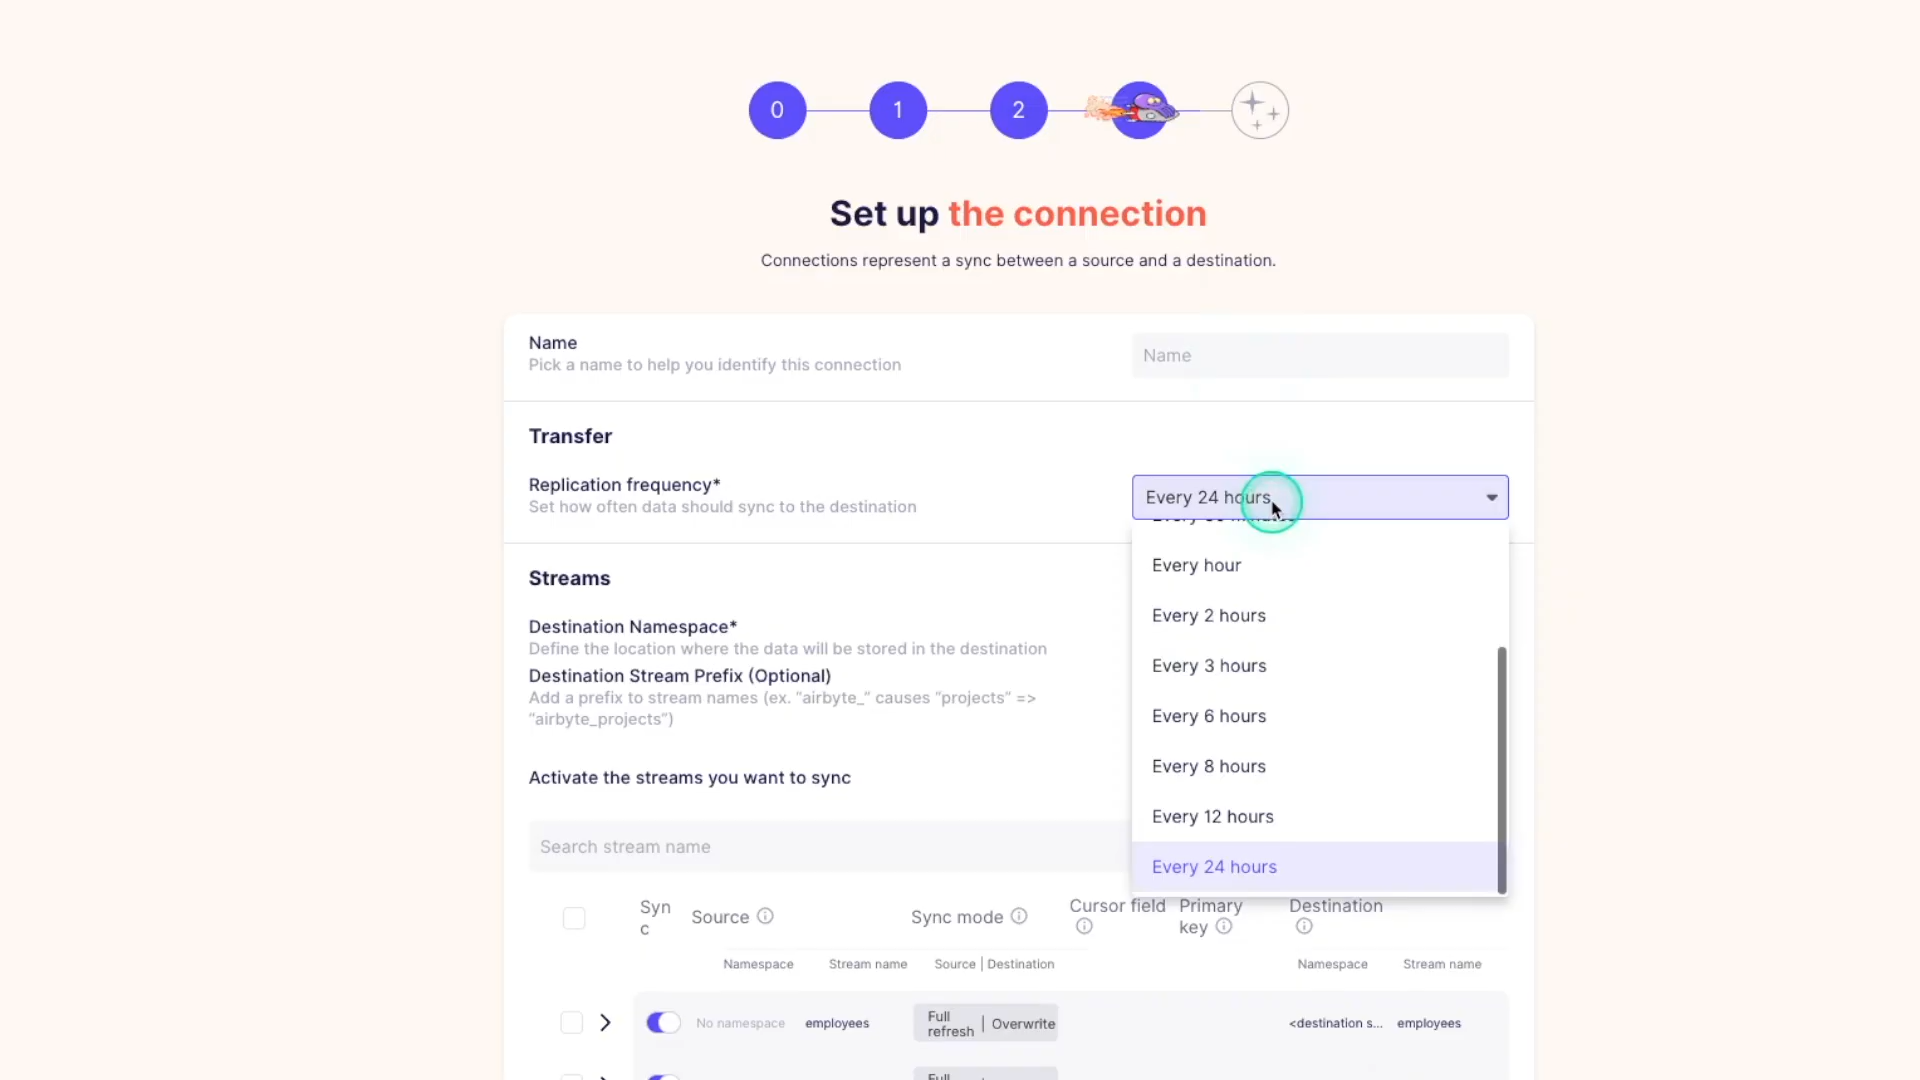 0
1
2
Set up the connection
Connections represent a sync between a source and a destination.
Name
Pick a name to help you identify this connection
Name
Transfer
Replication frequency*
Set how often data should sync to the destination
Every 24 hours
Every hour
Every 2 hours
Every 3 hours
Every 6 hours
Every 8 hours
Every 12 hours
Every 24 hours
Streams
Destination Namespace*
Define the location where the data will be stored in the destination
Destination Stream Prefix (Optional)
Add a prefix to stream names (ex. “airbyte_” causes “projects” =>
“airbyte_projects”)
Activate the streams you want to sync
Search stream name
Syn
c
Source
Sync mode
Cursor field
Primary
key
Destination
Namespace
Stream name
Source | Destination
Namespace
Stream name
No namespace
employees
Full
refresh
| Overwrite
<destination s...
employees